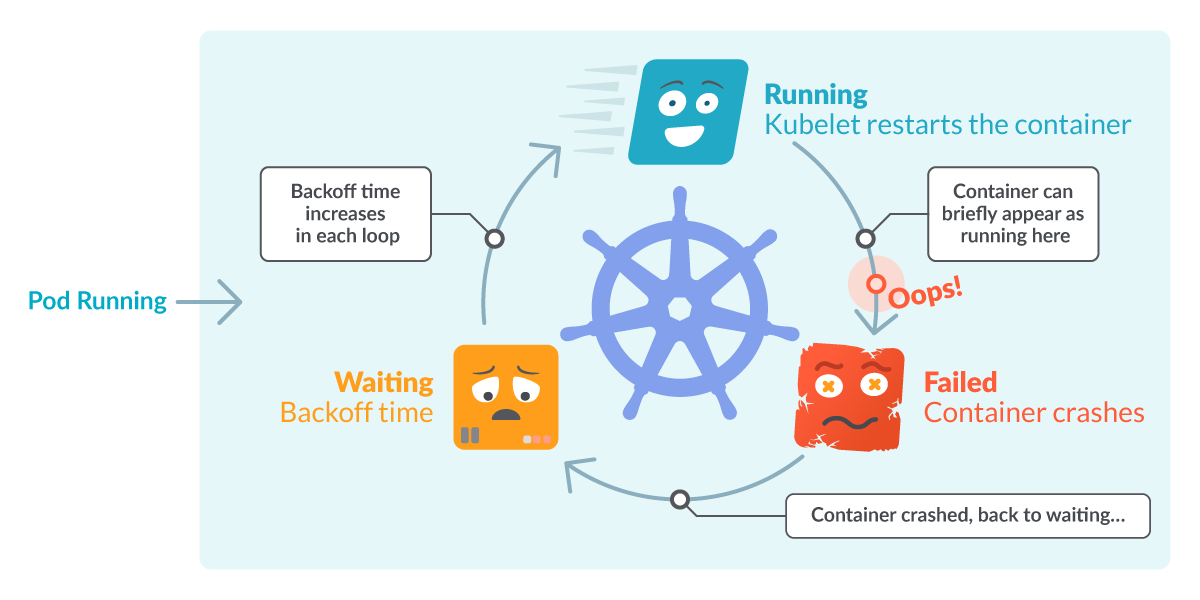 Running
Kubelet restarts the container
Backoff time
increases
in each loop
Container can
briefly appear as
running here
Pod Running
Oops!
Waiting
Backoff time
Failed
Container crashes
Container crashed, back to waiting...